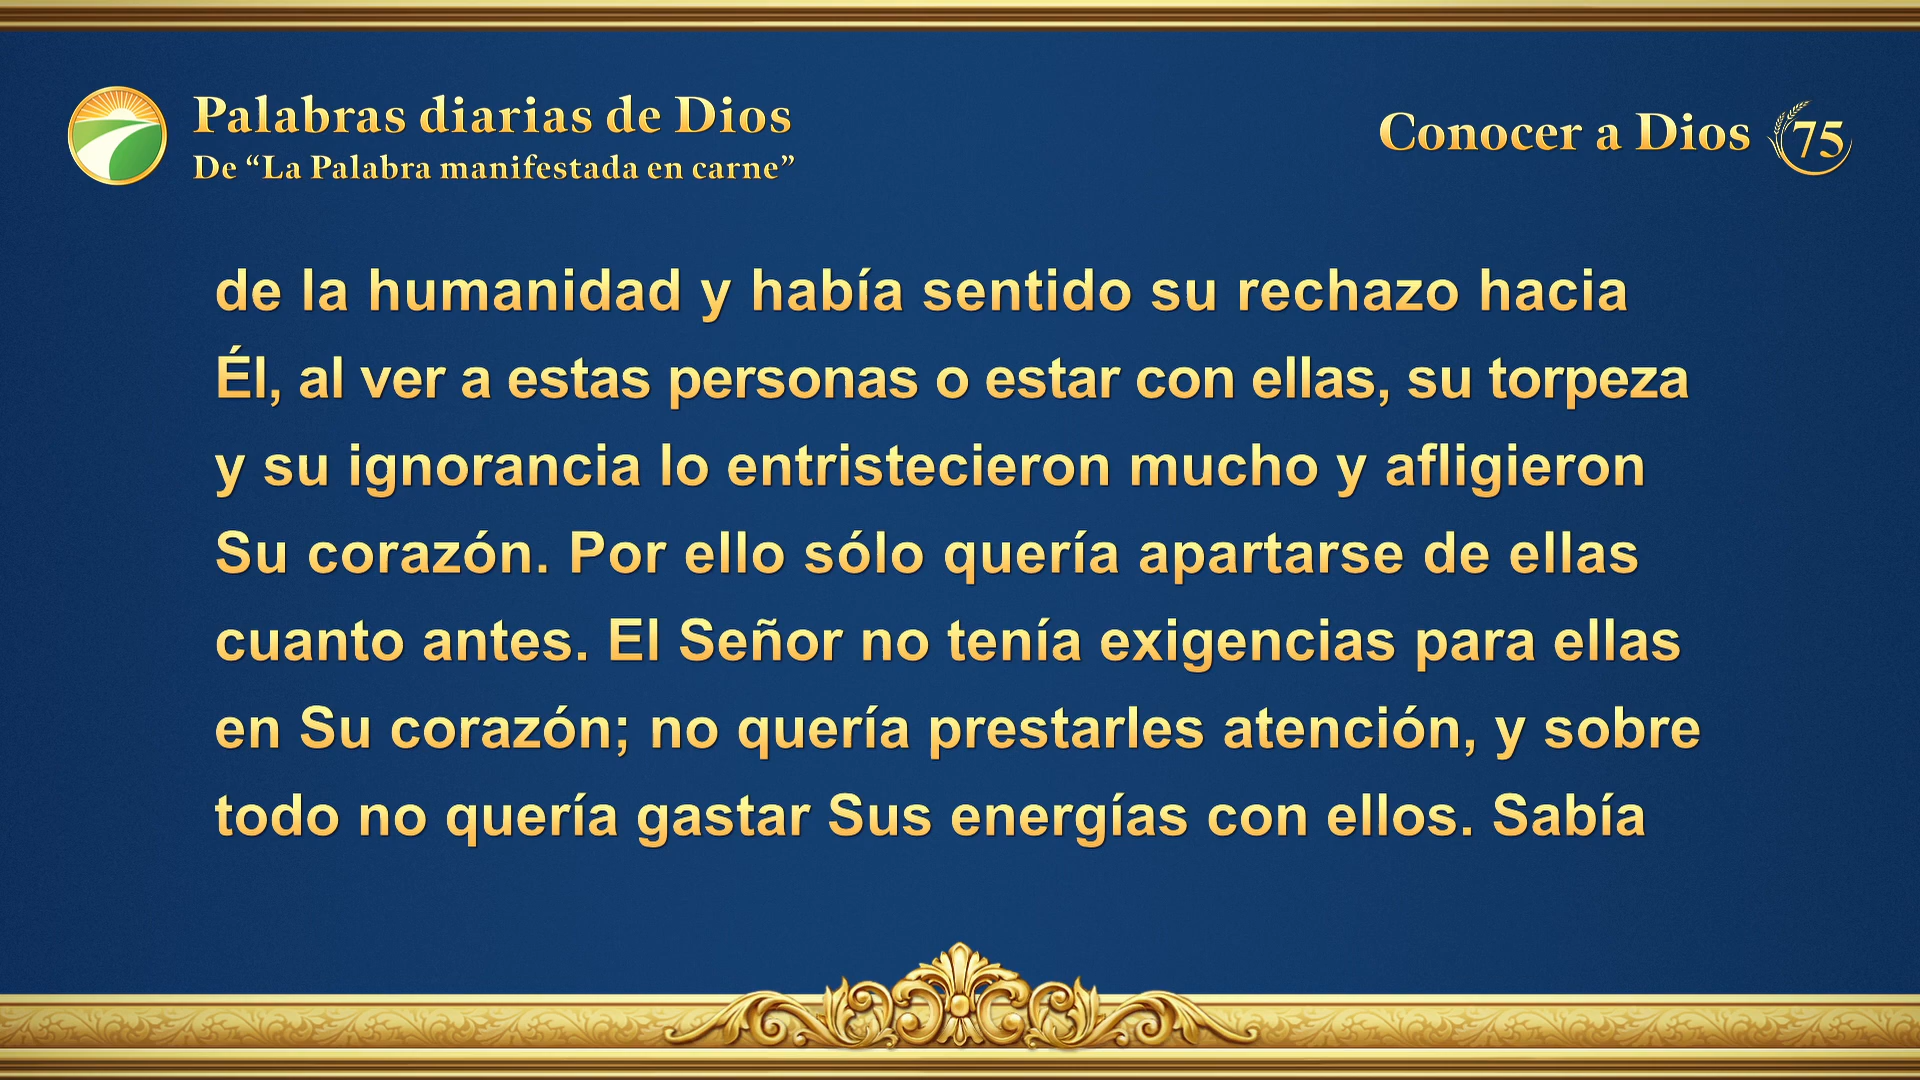 Palabras diarias de Dios
De “La Palabra manifestada en carne”
Conocer a Dios 75
de la humanidad y había sentido su rechazo hacia
Él, al ver a estas personas o estar con ellas, su torpeza
y su ignorancia lo entristecieron mucho y afligieron
Su corazón. Por ello sólo quería apartarse de ellas
cuanto antes. El Señor no tenía exigencias para ellas
en Su corazón; no quería prestarles atención, y sobre
todo no quería gastar Sus energías con ellos. Sabía